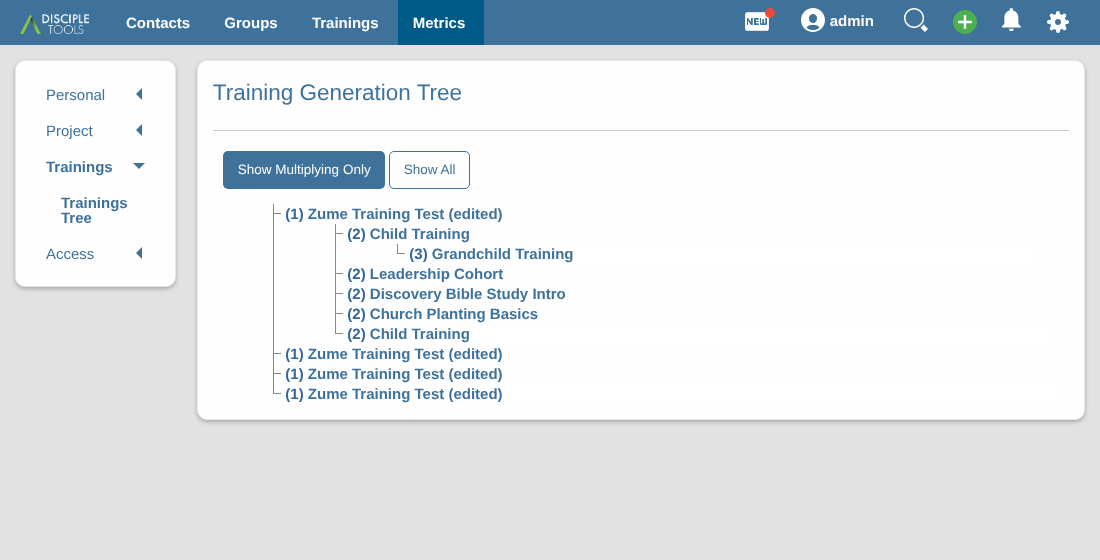 DISCIPLE
TOOLS
Contacts
Groups
Trainings
Metrics
NEW
admin
Personal
Project
Trainings
Trainings
Tree
Access
Training Generation Tree
Show Multiplying Only
Show All
(1) Zume Training Test (edited)
(2) Child Training
(3) Grandchild Training
(2) Leadership Cohort
(2) Discovery Bible Study Intro
(2) Church Planting Basics
(2) Child Training
(1) Zume Training Test (edited)
(1) Zume Training Test (edited)
(1) Zume Training Test (edited)